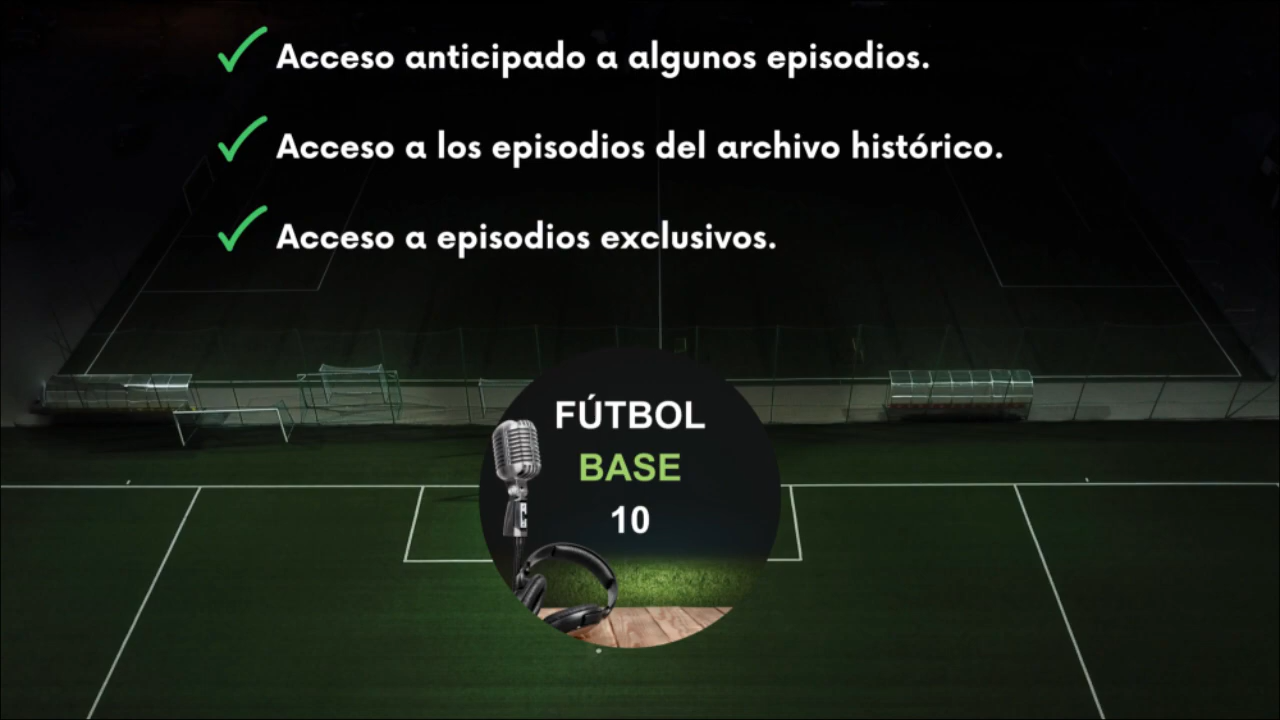 Acceso anticipado a algunos episodios.
Acceso a los episodios del archivo histórico.
Acceso a episodios exclusivos.
FÚTBOL
BASE
10